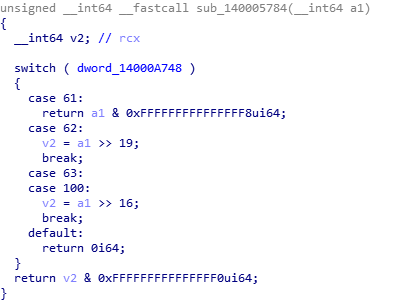 unsigned __int64 __fastcall sub_140005784(__int64 a1)
{
  __int64 v2; // rcx

  switch ( dword_14000A748 )
  {
    case 61:
      return a1 & 0xFFFFFFFFFFFFFFF8ui64;
    case 62:
      v2 = a1 >> 19;
      break;
    case 63:
    case 100:
      v2 = a1 >> 16;
      break;
    default:
      return 0i64;
  }
  return v2 & 0xFFFFFFFFFFFFFFF0ui64;
}